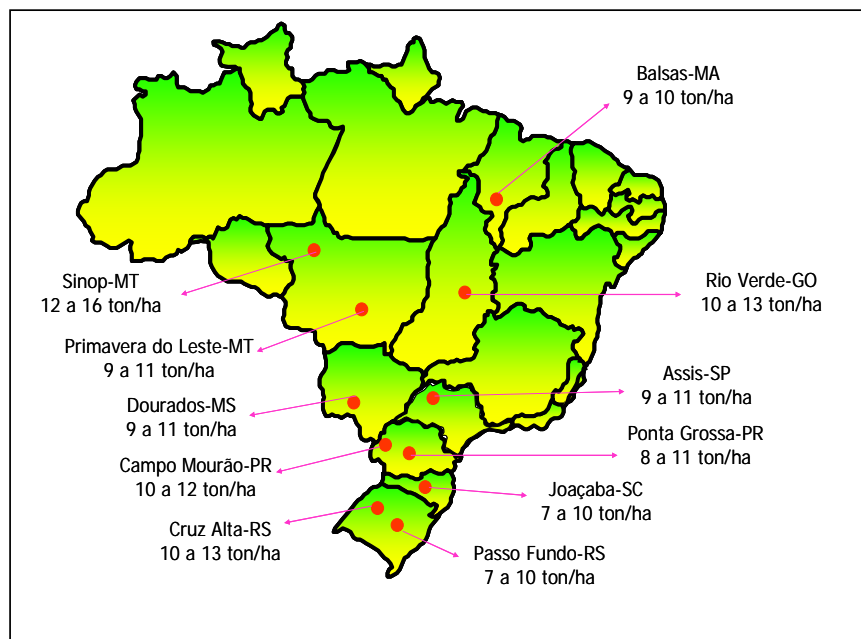 Balsas-MA
9 a 10 ton/ha
Sinop-MT
12 a 16 ton/ha
Rio Verde-GO
10 a 13 ton/ha
Primavera do Leste-MT
9 a 11 ton/ha
Assis-SP
9 a 11 ton/ha
Dourados-MS
9 a 11 ton/ha
Ponta Grossa-PR
8 a 11 ton/ha
Campo Mourão-PR
10 a 12 ton/ha
Joaçaba-SC
7 a 10 ton/ha
Cruz Alta-RS
10 a 13 ton/ha
Passo Fundo-RS
7 a 10 ton/ha